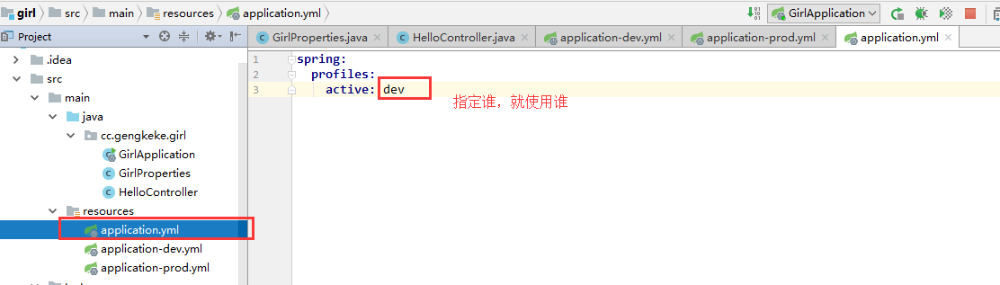 girl src main resources application.yml GirlApplication
Project GirlProperties.java HelloController.java application-dev.yml application-prod.yml application.yml
.idea
src
main
java
cc.gengkeke.girl
GirlApplication
GirlProperties
HelloController
resources
application.yml
application-dev.yml
application-prod.yml
1 spring:
2 profiles:
3 active: dev
指定谁，就使用谁